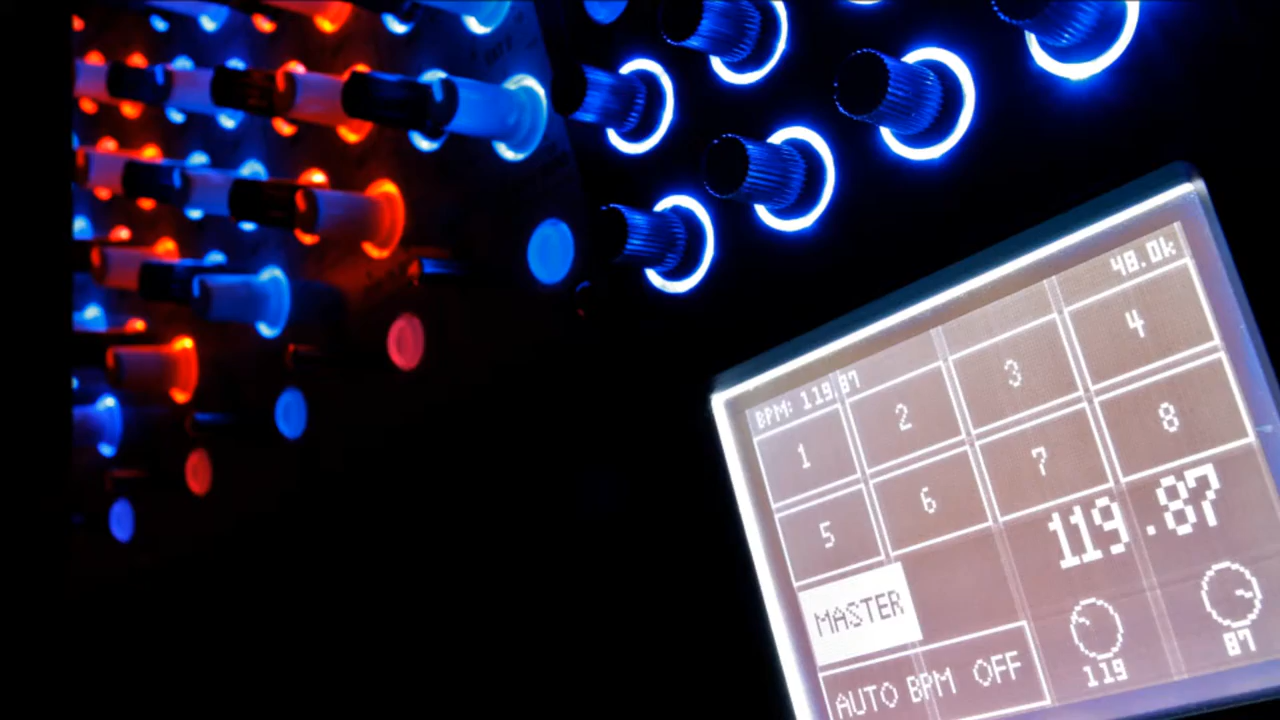 48.0k
BPM: 119.87
1 2 3 4
5 6 7 8
119.87
MASTER
119 87
AUTO BPM OFF